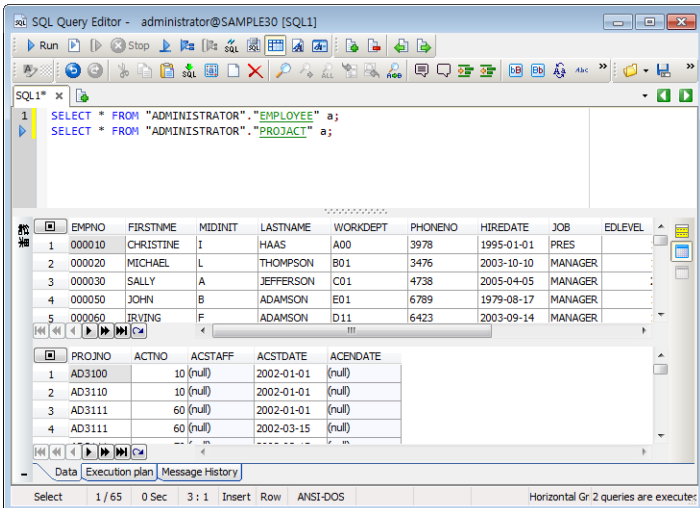 SQL Query Editor - administrator@SAMPLE30 [SQL1]
Run Stop SQL
ALL Abc
SQL1*
1 SELECT * FROM "ADMINISTRATOR"."EMPLOYEE" a;
SELECT * FROM "ADMINISTRATOR"."PROJACT" a;
結果
EMPNO FIRSTNME MIDINIT LASTNAME WORKDEPT PHONENO HIREDATE JOB EDLEVEL
1 000010 CHRISTINE I HAAS A00 3978 1995-01-01 PRES
2 000020 MICHAEL L THOMPSON B01 3476 2003-10-10 MANAGER
3 000030 SALLY A JEFFERSON C01 4738 2005-04-05 MANAGER
4 000050 JOHN B ADAMSON E01 6789 1979-08-17 MANAGER
5 000060 IRVING F ADAMSON D11 6423 2003-09-14 MANAGER
PROJNO ACTNO ACSTAFF ACSTDATE ACENDATE
1 AD3100 10 (null) 2002-01-01 (null)
2 AD3110 10 (null) 2002-01-01 (null)
3 AD3111 60 (null) 2002-01-01 (null)
4 AD3111 60 (null) 2002-03-15 (null)
Data Execution plan Message History
Select 1 / 65 0 Sec 3 : 1 Insert Row ANSI-DOS Horizontal Gr 2 queries are execute